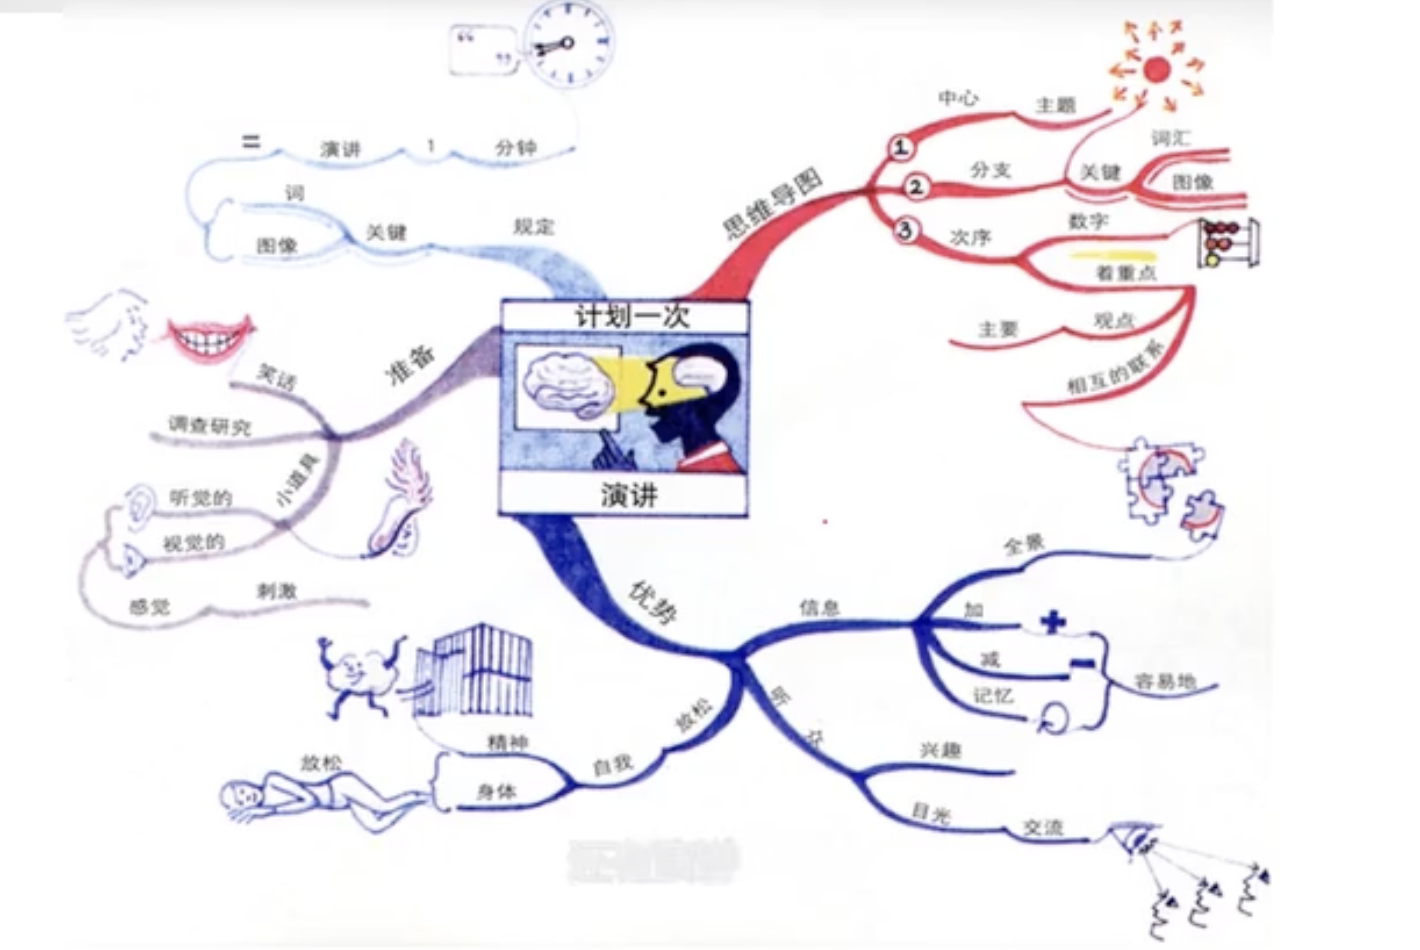 计划一次
演讲
思维导图
1
中心
主题
2
分支
关键
词汇
图像
3
次序
数字
着重点
主要
观点
相互的联系
优势
信息
全景
加
+
减
-
记忆
容易地
听众
兴趣
目光
交流
放松
自我
精神
身体
放松
准备
笑话
调查研究
小道具
听觉的
视觉的
感觉
刺激
规定
关键
词
图像
=
演讲
1
分钟
“ ”